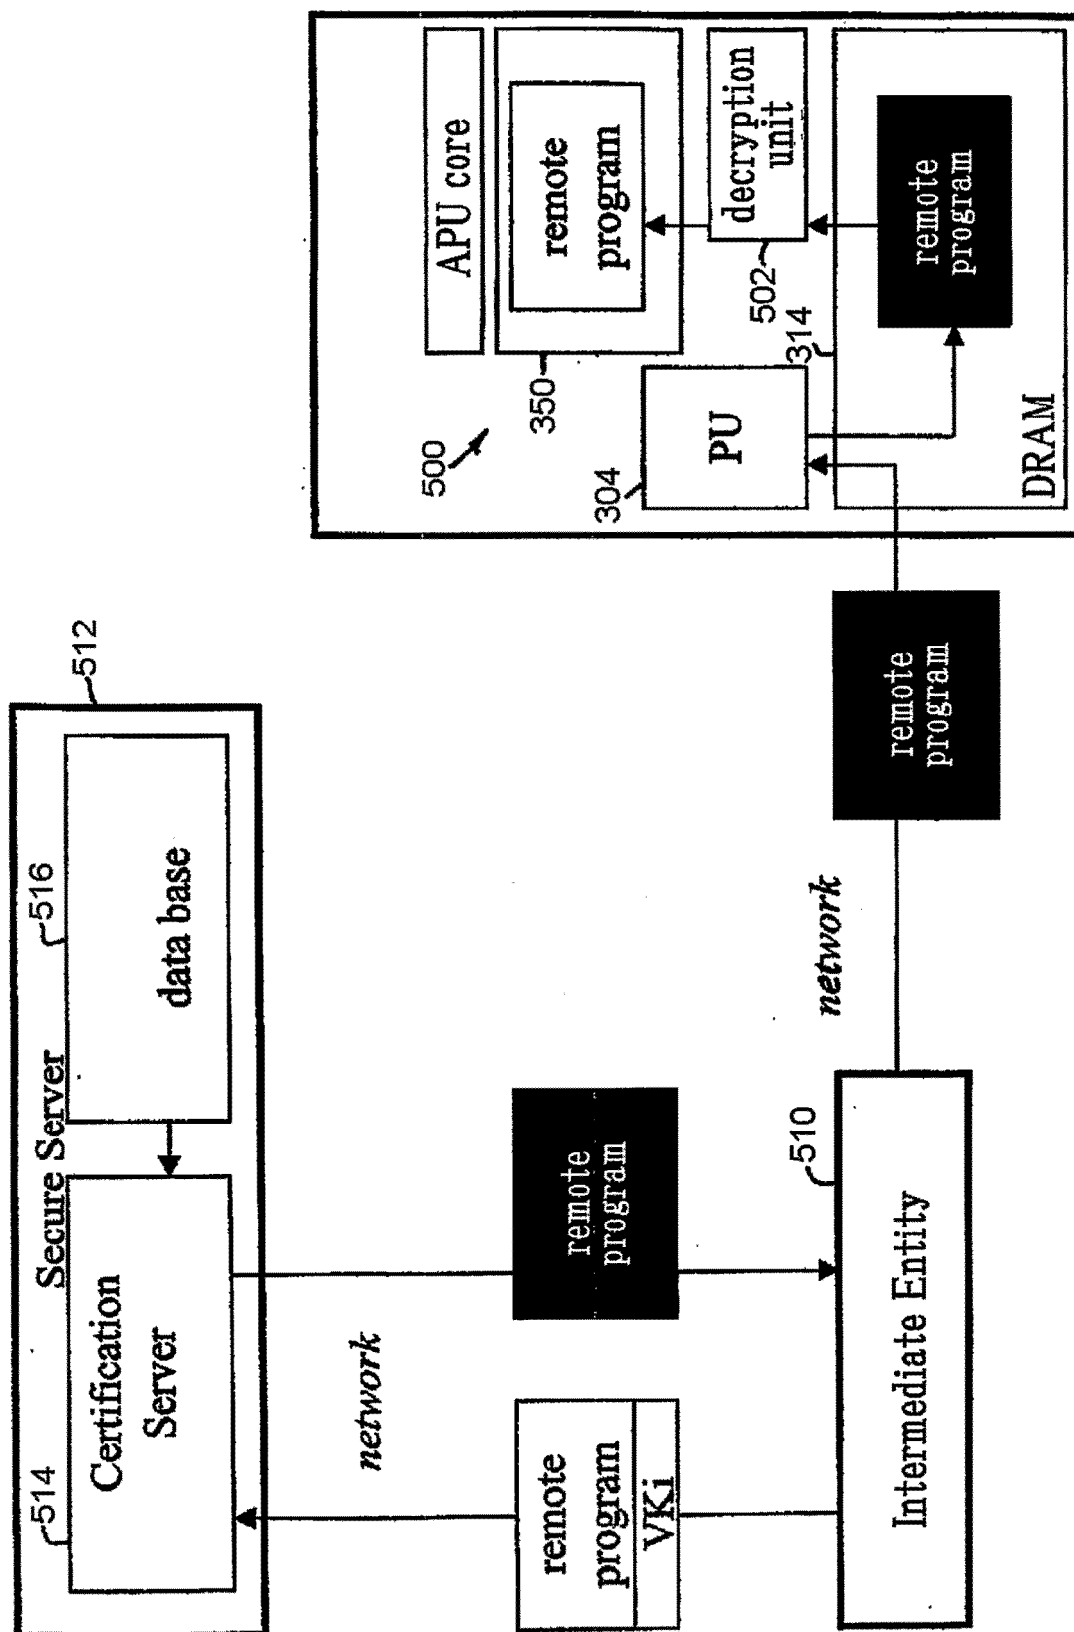 512
Secure Server
514
Certification
Server
516
data base
network
remote
program
VKi
remote
program
510
Intermediate Entity
network
remote
program
500
APU core
350
remote
program
304
PU
502
decryption
unit
314
DRAM
remote
program